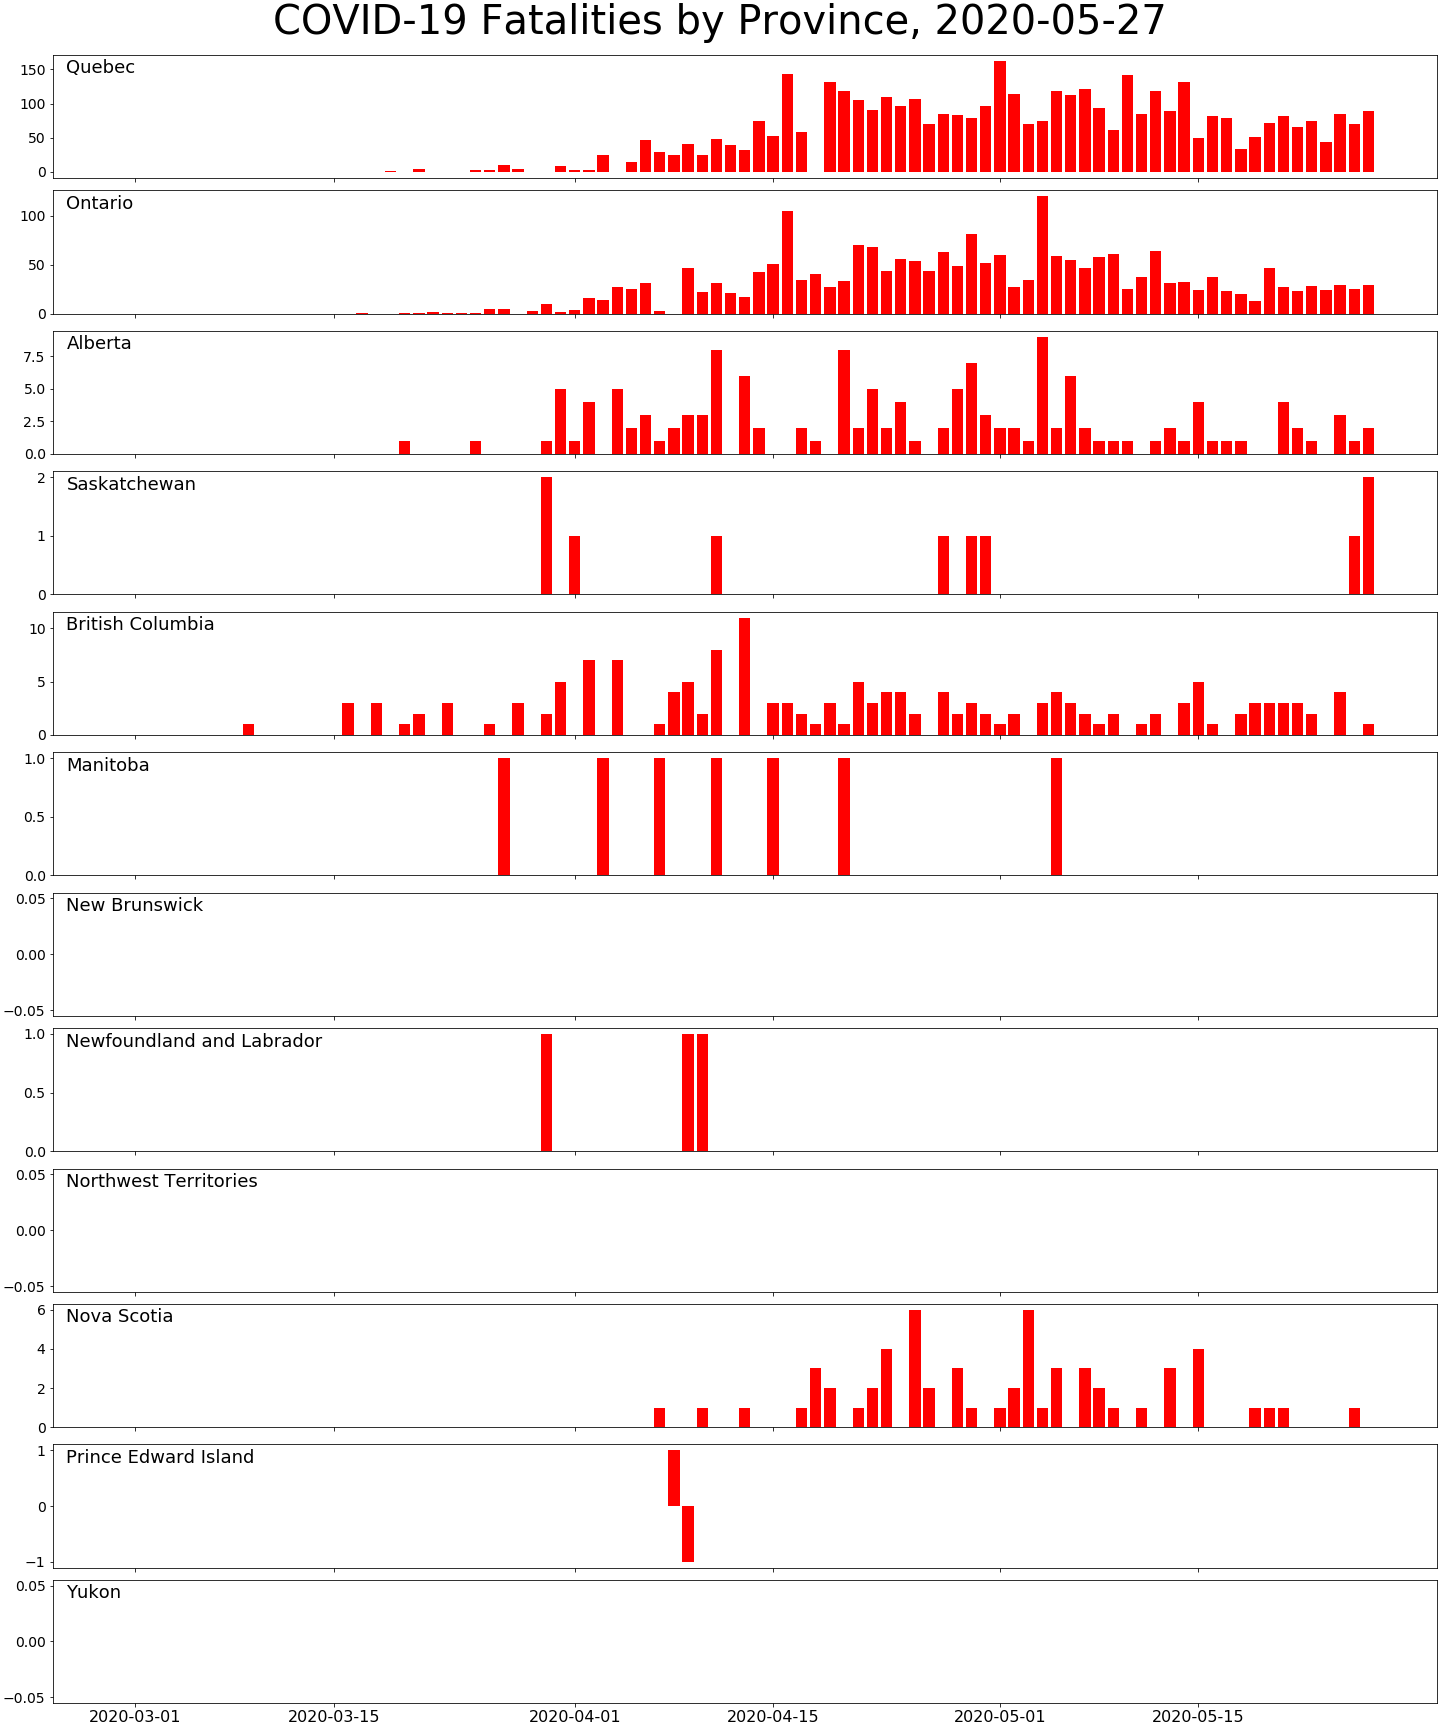 COVID-19 Fatalities by Province, 2020-05-27
Quebec
150
100
50
0
Ontario
100
50
0
Alberta
7.5
5.0
2.5
0.0
Saskatchewan
2
1
0
British Columbia
10
5
0
Manitoba
1.0
0.5
0.0
New Brunswick
0.05
0.00
−0.05
Newfoundland and Labrador
1.0
0.5
0.0
Northwest Territories
0.05
0.00
−0.05
Nova Scotia
6
4
2
0
Prince Edward Island
1
0
−1
Yukon
0.05
0.00
−0.05
2020-03-01 2020-03-15 2020-04-01 2020-04-15 2020-05-01 2020-05-15